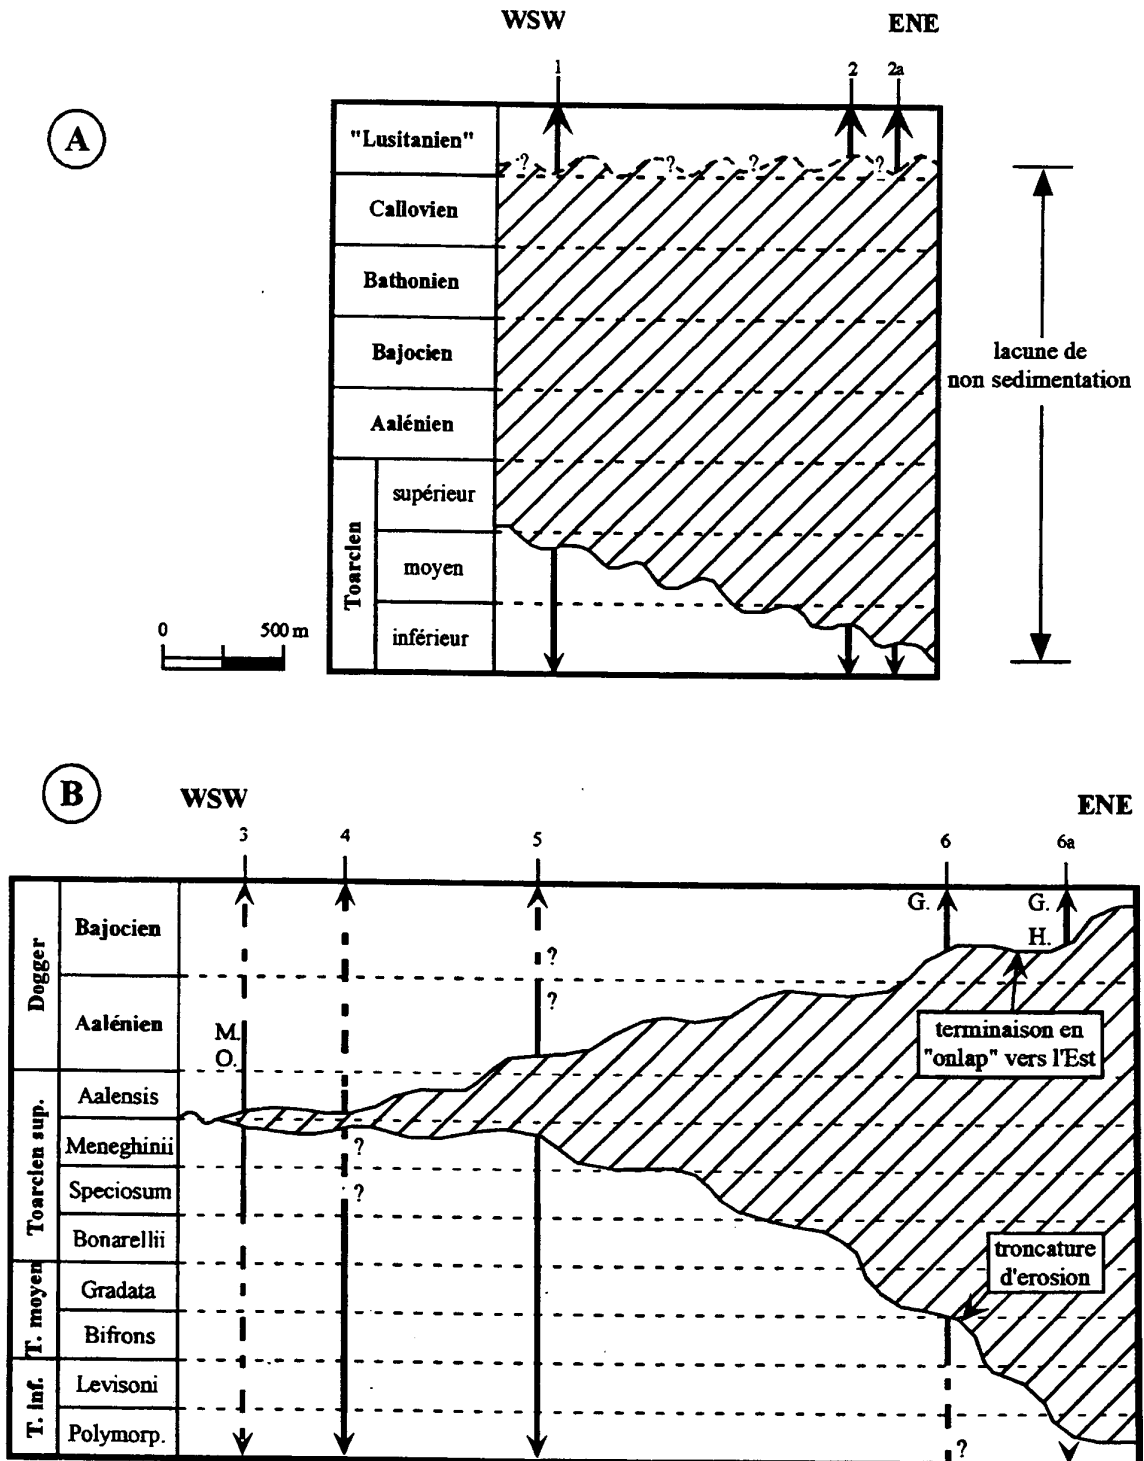 WSW
ENE
1
2
2a
A
"Lusitanien"
?
?
?
?
Callovien
Bathonien
Bajocien
Aalénien
lacune de
non sedimentation
Toarcien
supérieur
moyen
inférieur
0
500 m
B
WSW
ENE
3
4
5
6
6a
Dogger
Bajocien
G.
G.
H.
?
?
Aalénien
M.
O.
terminaison en
"onlap" vers l'Est
Toarcien sup.
Aalensis
Meneghinii
?
Speciosum
?
Bonarellii
troncature
d'erosion
T. moyen
Gradata
Bifrons
T. inf.
Levisoni
Polymorp.
?